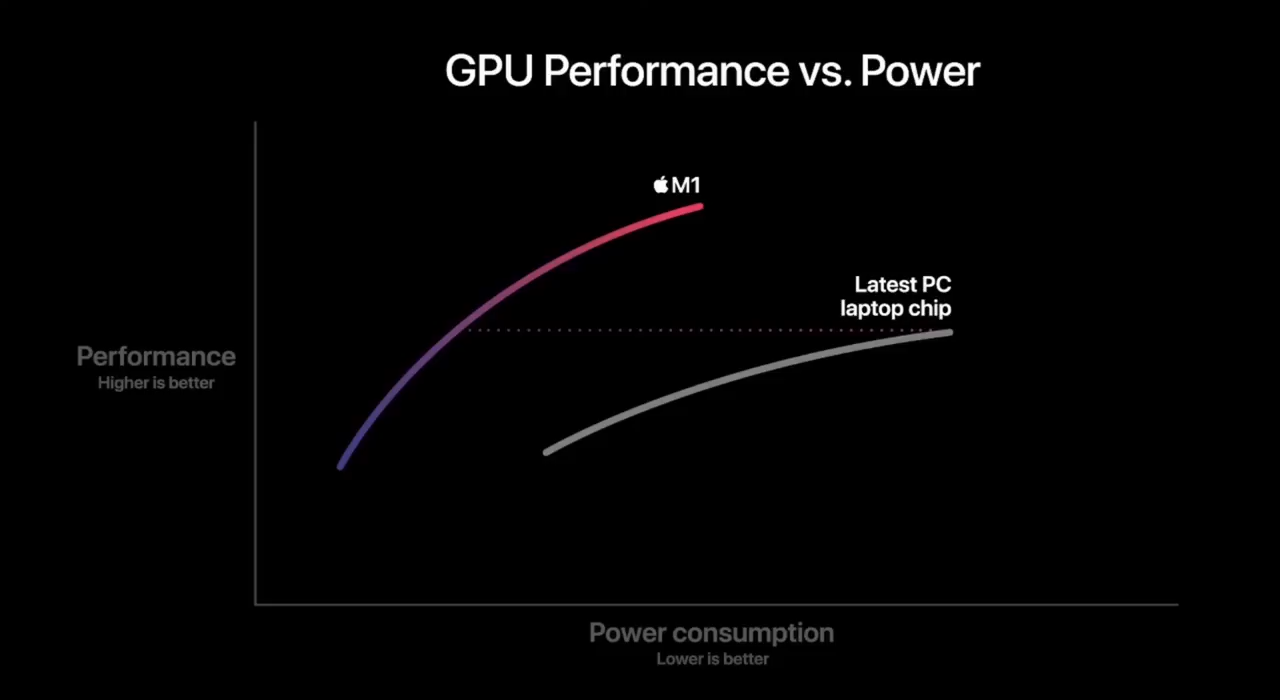 GPU Performance vs. Power
M1
Latest PC
laptop chip
Performance
Higher is better
Power consumption
Lower is better